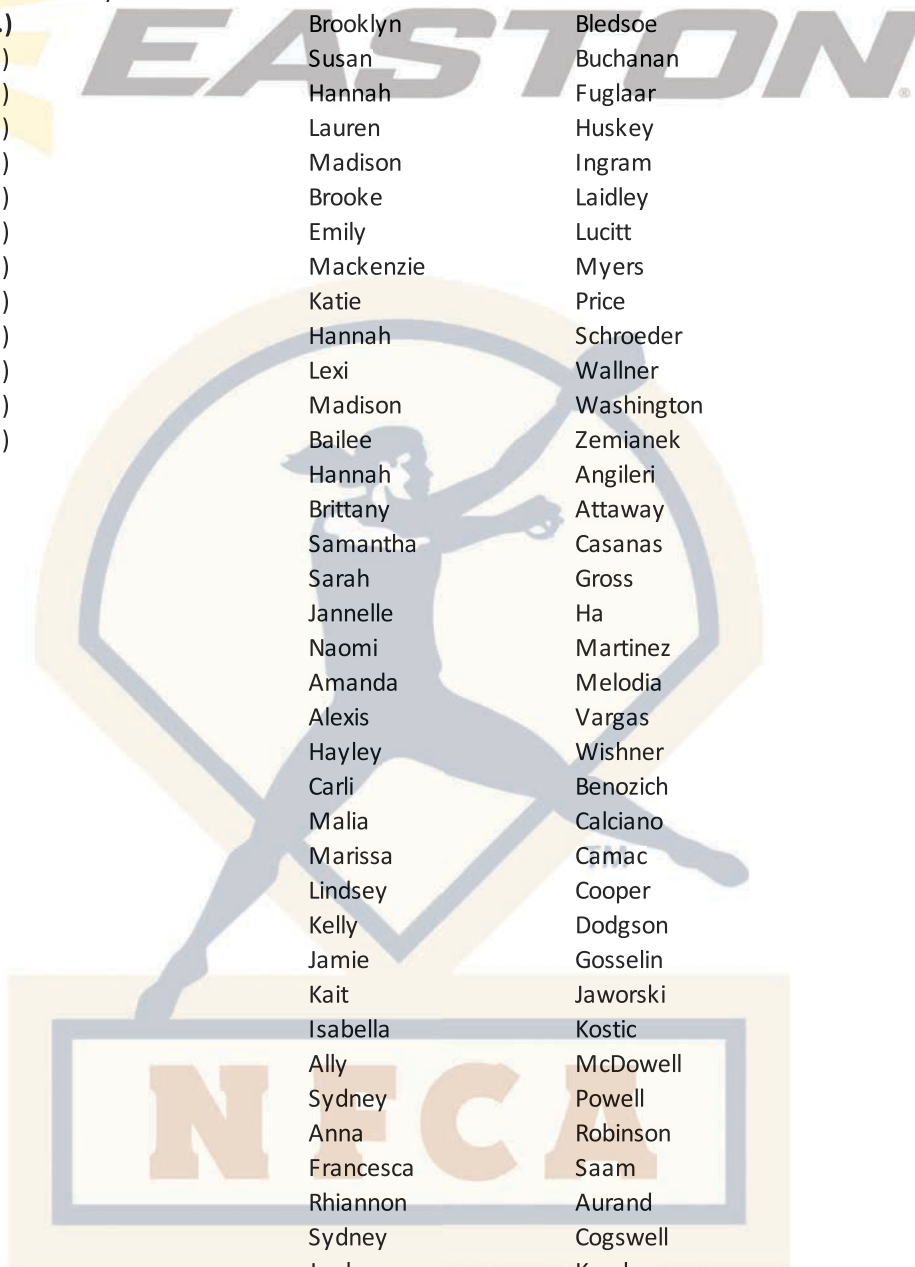 EASTON
.) Brooklyn Bledsoe
) Susan Buchanan
) Hannah Fuglaar
) Lauren Huskey
) Madison Ingram
) Brooke Laidley
) Emily Lucitt
) Mackenzie Myers
) Katie Price
) Hannah Schroeder
) Lexi Wallner
) Madison Washington
) Bailee Zemianek
Hannah Angileri
Brittany Attaway
Samantha Casanas
Sarah Gross
Jannelle Ha
Naomi Martinez
Amanda Melodia
Alexis Vargas
Hayley Wishner
Carli Benozich
Malia Calciano
Marissa Camac
TM
Lindsey Cooper
Kelly Dodgson
Jamie Gosselin
Kait Jaworski
Isabella Kostic
Ally McDowell
Sydney Powell
Anna Robinson
NFCA
Francesca Saam
Rhiannon Aurand
Sydney Cogswell